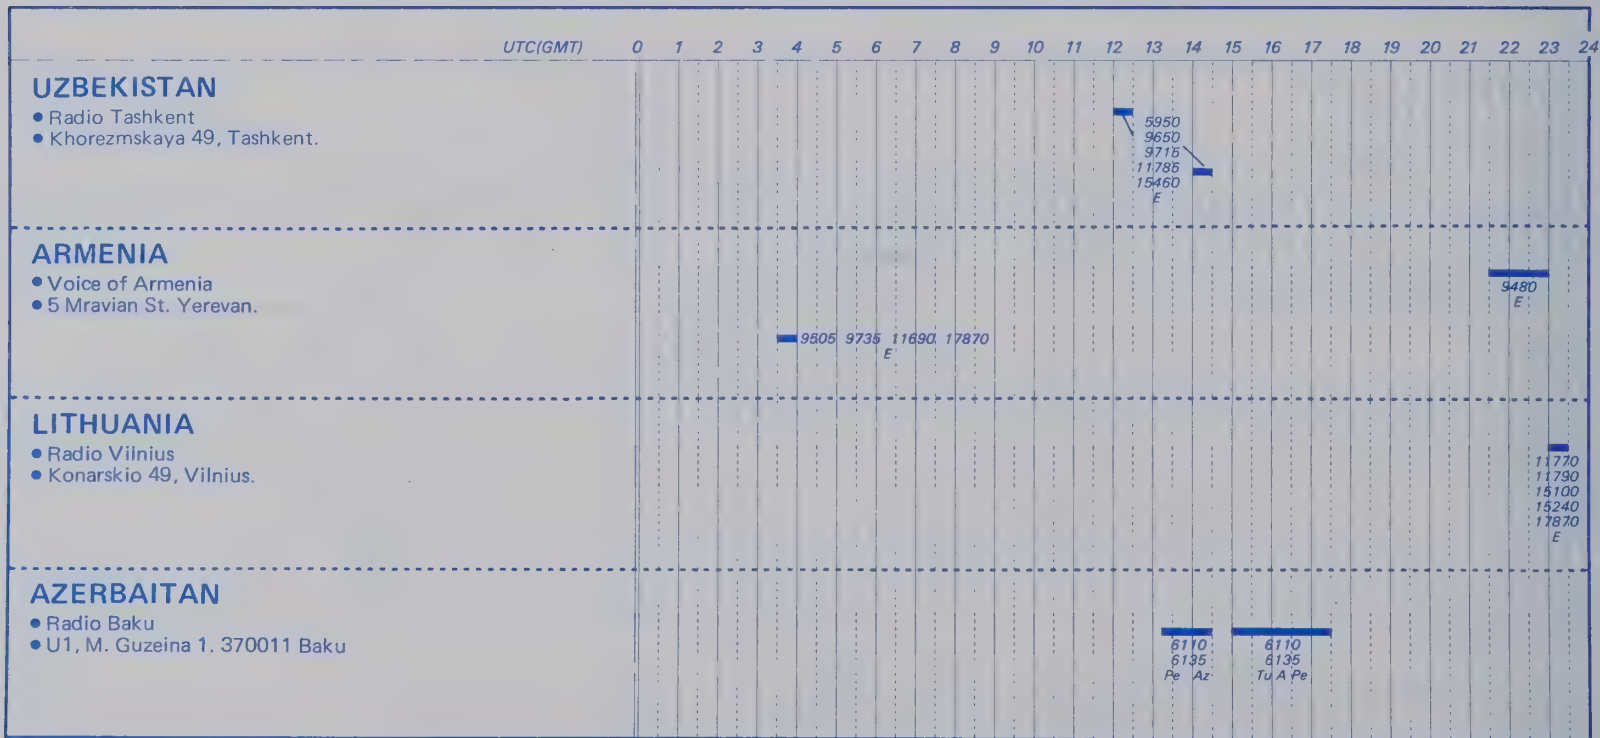 UTC(GMT) 0 1 2 3 4 5 6 7 8 9 10 11 12 13 14 15 16 17 18 19 20 21 22 23 24
UZBEKISTAN
• Radio Tashkent
• Khorezmskaya 49, Tashkent.
5950
9650
9715
11785
15460
E
ARMENIA
• Voice of Armenia
• 5 Mravian St. Yerevan.
9480
E
9505 9735 11690 17870
E
LITHUANIA
• Radio Vilnius
• Konarskio 49, Vilnius.
11770
11790
15100
15240
17870
E
AZERBAITAN
• Radio Baku
• U1, M. Guzeina 1. 370011 Baku
6110 6110
6135 6135
Pe Az Tu A Pe